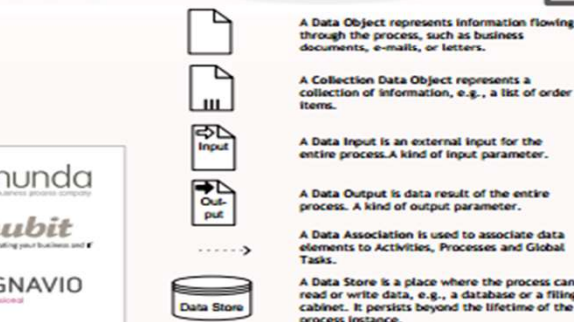 A Data Object represents information flowing
through the process, such as business
documents, e-mails, or letters.
A Collection Data Object represents a
collection of information, e.g., a list of order
items.
Input
A Data Input is an external input for the
entire process.A kind of input parameter.
Out-
put
A Data Output is data result of the entire
process. A kind of output parameter.
A Data Association is used to associate data
elements to Activities, Processes and Global
Tasks.
Data Store
A Data Store is a place where the process can
read or write data, e.g., a database or a filing
cabinet. It persists beyond the lifetime of the
process instance.
munda
business process company
ubit
ating your business and IT
GNAVIO